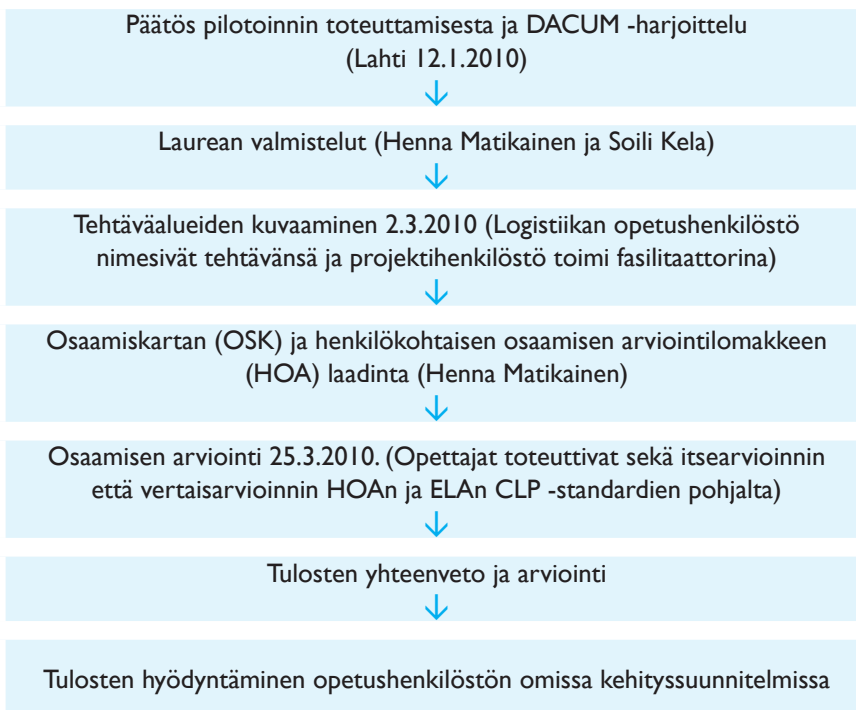 Päätös pilotoinnin toteuttamisesta ja DACUM -harjoittelu
(Lahti 12.1.2010)
Laurean valmistelut (Henna Matikainen ja Soili Kela)
Tehtäväalueiden kuvaaminen 2.3.2010 (Logistiikan opetushenkilöstö
nimesivät tehtävänsä ja projektihenkilöstö toimi fasilitaattorina)
Osaamiskartan (OSK) ja henkilökohtaisen osaamisen arviointilomakkeen
(HOA) laadinta (Henna Matikainen)
Osaamisen arviointi 25.3.2010. (Opettajat toteuttivat sekä itsearvioinnin
että vertaisarvioinnin HOAn ja ELAn CLP -standardien pohjalta)
Tulosten yhteenveto ja arviointi
Tulosten hyödyntäminen opetushenkilöstön omissa kehityssuunnitelmissa